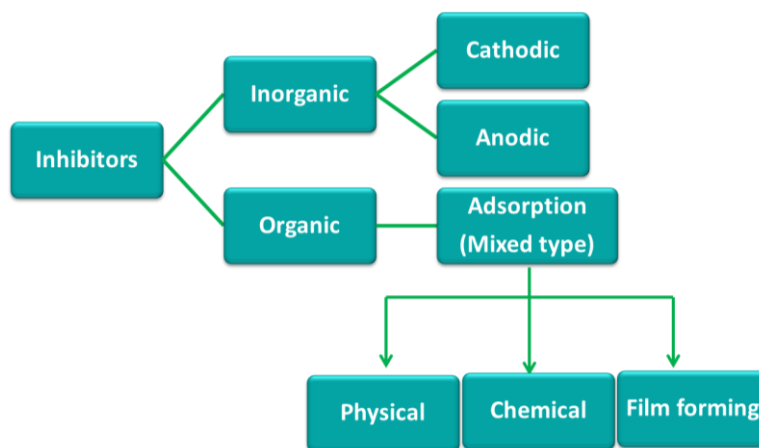 Cathodic
Inorganic
Anodic
Inhibitors
Adsorption
(Mixed type)
Organic
Physical
Chemical
Film forming